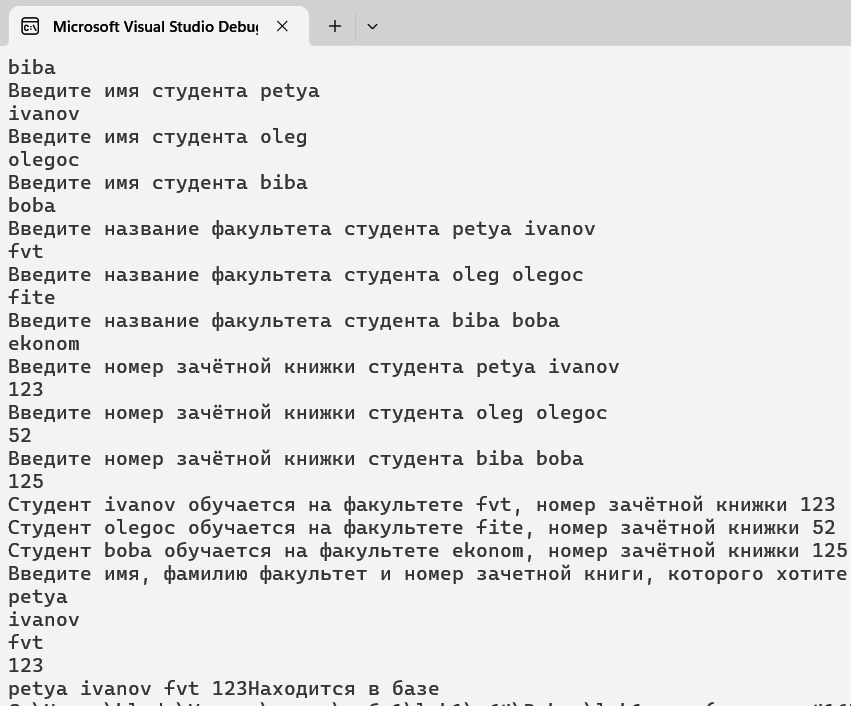 Microsoft Visual Studio Debug
biba
Введите имя студента petya
ivanov
Введите имя студента oleg
olegoc
Введите имя студента biba
boba
Введите название факультета студента petya ivanov
fvt
Введите название факультета студента oleg olegoc
fite
Введите название факультета студента biba boba
ekonom
Введите номер зачётной книжки студента petya ivanov
123
Введите номер зачётной книжки студента oleg olegoc
52
Введите номер зачётной книжки студента biba boba
125
Студент ivanov обучается на факультете fvt, номер зачётной книжки 123
Студент olegoc обучается на факультете fite, номер зачётной книжки 52
Студент boba обучается на факультете ekonom, номер зачётной книжки 125
Введите имя, фамилию факультет и номер зачетной книги, которого хотите
petya
ivanov
fvt
123
petya ivanov fvt 123Находится в базе